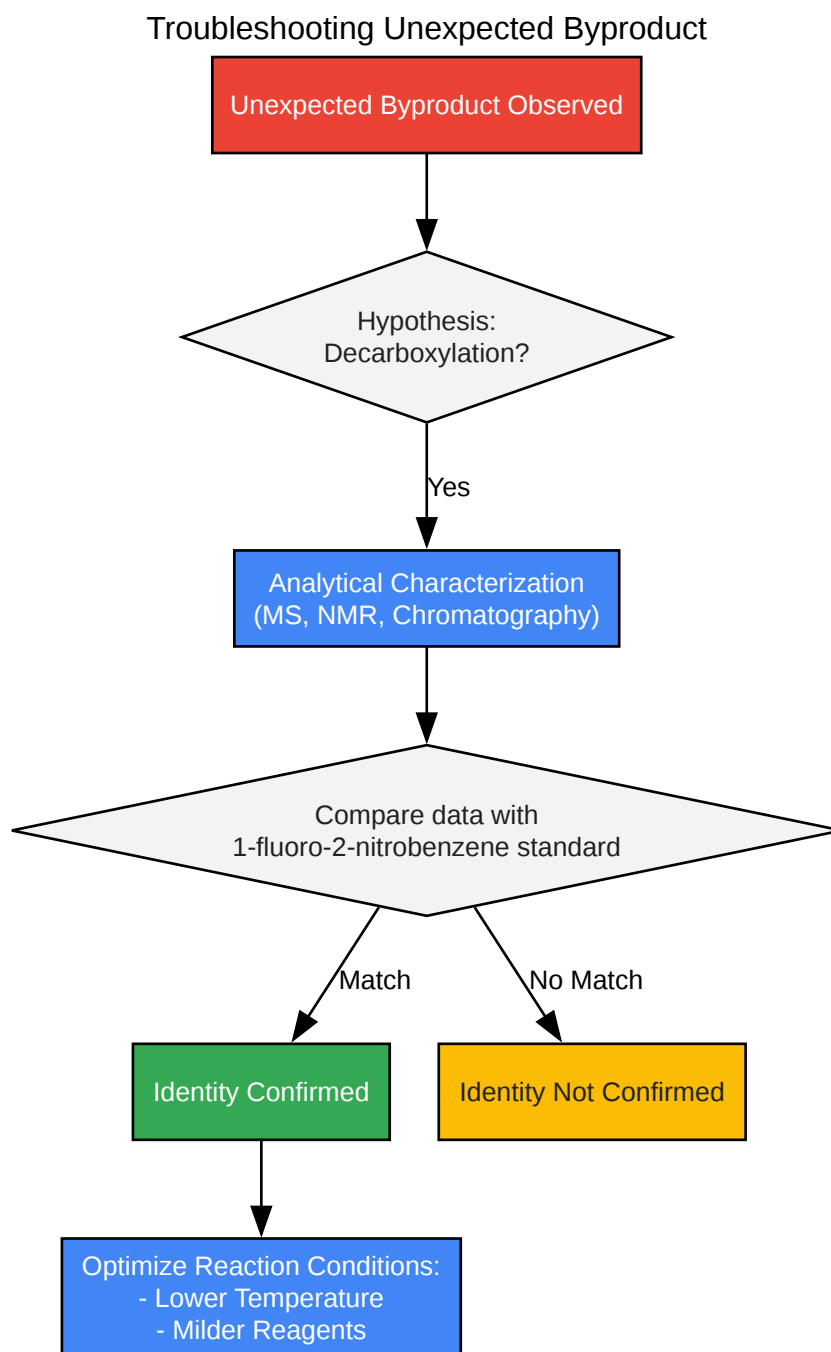 Troubleshooting Unexpected Byproduct
Unexpected Byproduct Observed
Hypothesis:
Decarboxylation?
Yes
Analytical Characterization
(MS, NMR, Chromatography)
Compare data with
1-fluoro-2-nitrobenzene standard
Match
No Match
Identity Confirmed
Identity Not Confirmed
Optimize Reaction Conditions:
- Lower Temperature
- Milder Reagents